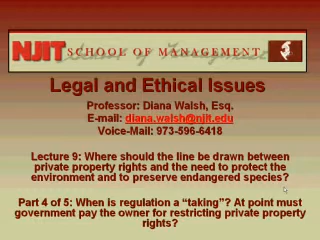 NJIT SCHOOL OF MANAGEMENT
Legal and Ethical Issues
Professor: Diana Walsh, Esq.
E-mail: diana.walsh@njit.edu
Voice-Mail: 973-596-6418
Lecture 9: Where should the line be drawn between
private property rights and the need to protect the
environment and to preserve endangered species?
Part 4 of 5: When is regulation a “taking”? At point must
government pay the owner for restricting private property
rights?